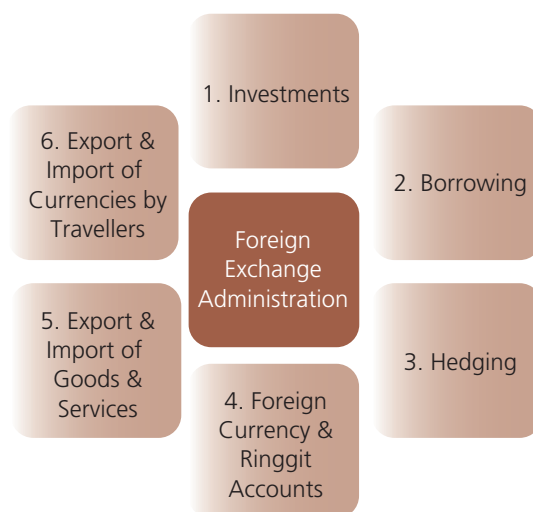 1. Investments
2. Borrowing
3. Hedging
4. Foreign
Currency &
Ringgit
Accounts
5. Export &
Import of
Goods &
Services
6. Export &
Import of
Currencies by
Travellers
Foreign
Exchange
Administration